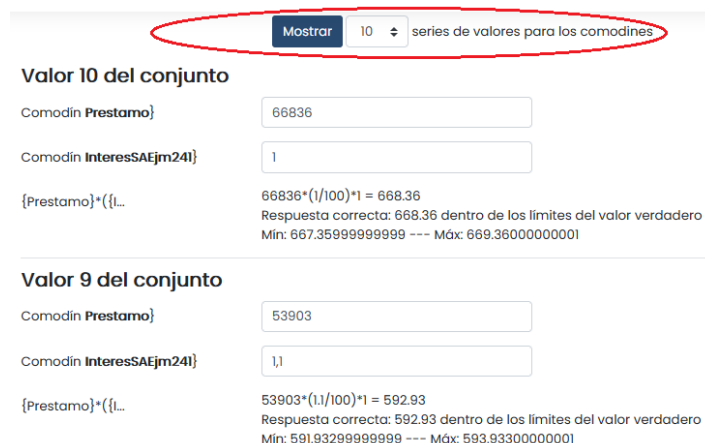 Mostrar 10 series de valores para los comodines
Valor 10 del conjunto
Comodín Prestamo} 66836
Comodín InteresSAEjm241} 1
{Prestamo}*({I... 66836*(1/100)*1 = 668.36
Respuesta correcta: 668.36 dentro de los límites del valor verdadero
Mín: 667.35999999999 --- Máx: 669.36000000001
Valor 9 del conjunto
Comodín Prestamo} 53903
Comodín InteresSAEjm241} 1,1
{Prestamo}*({I... 53903*(1.1/100)*1 = 592.93
Respuesta correcta: 592.93 dentro de los límites del valor verdadero
Mín: 591.93299999999 --- Máx: 593.93300000001